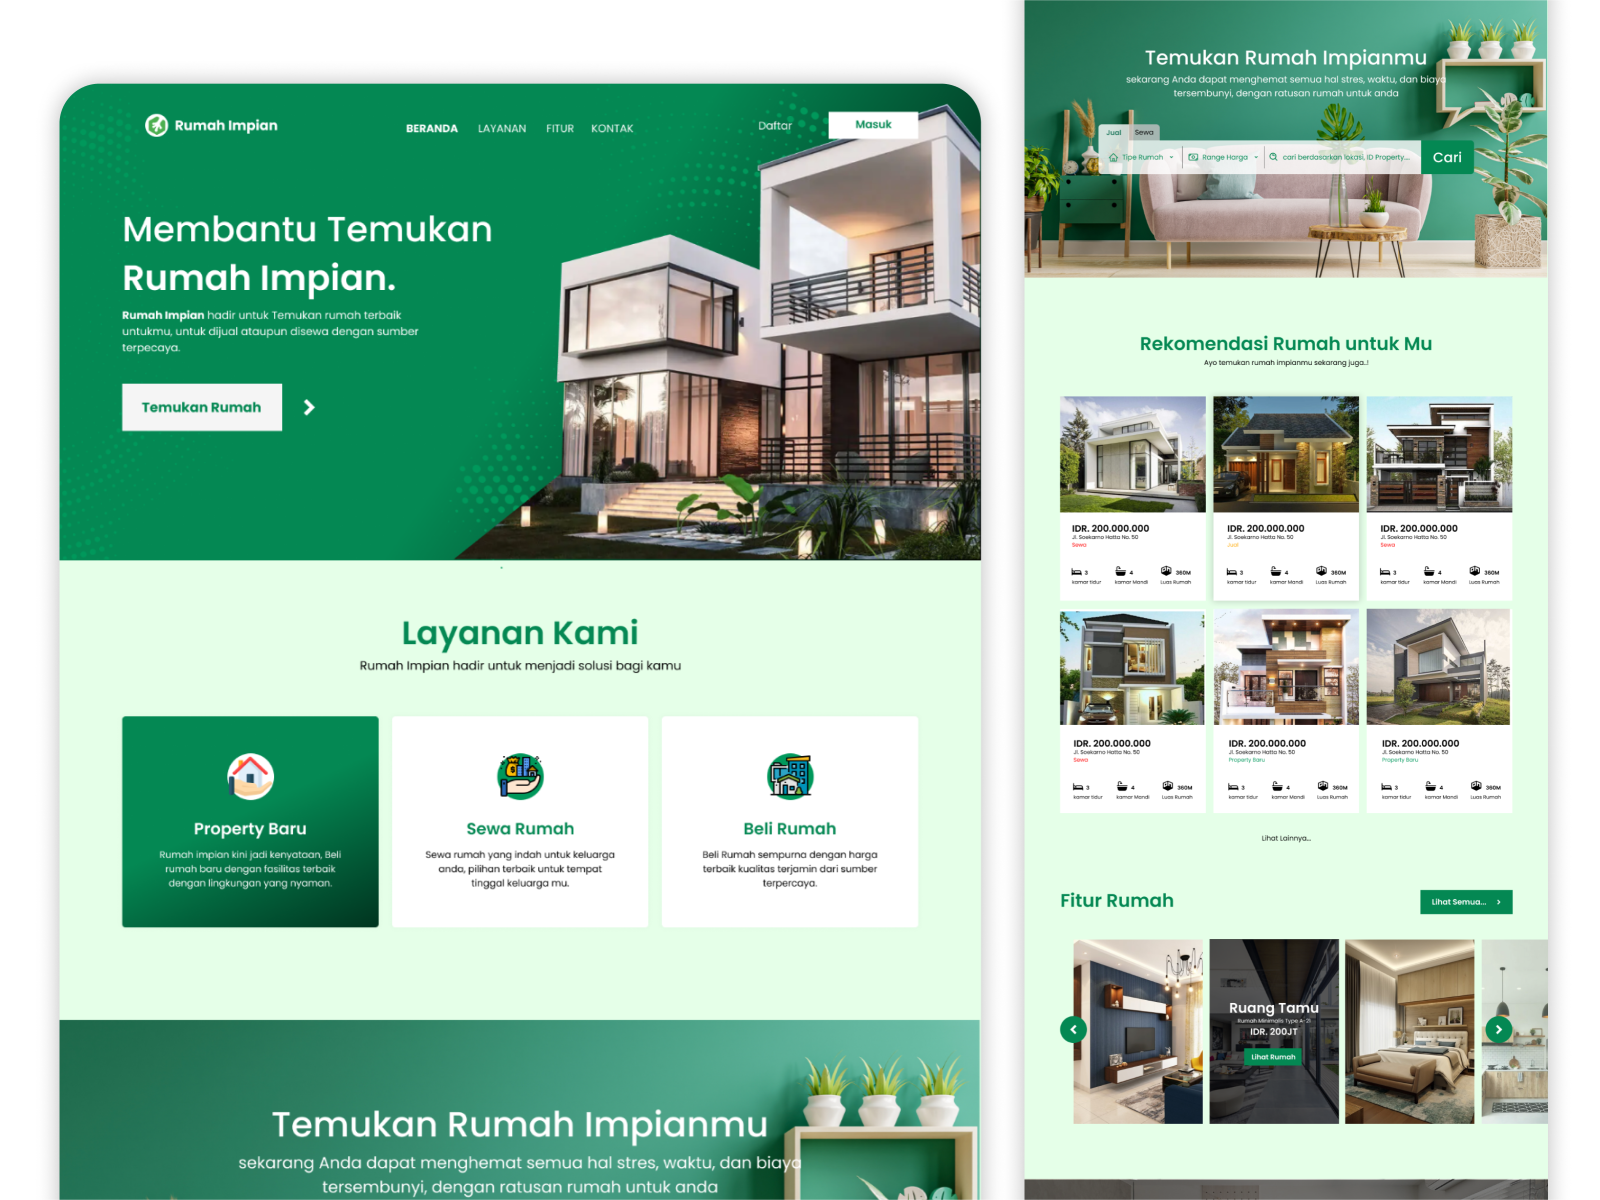 Rumah Impian
BERANDA LAYANAN FITUR KONTAK
Daftar
Masuk
Membantu Temukan
Rumah Impian.
Rumah Impian hadir untuk Temukan rumah terbaik
untukmu, untuk dijual ataupun disewa dengan sumber
terpecaya.
Temukan Rumah
Layanan Kami
Rumah Impian hadir untuk menjadi solusi bagi kamu
Property Baru
Rumah impian kini jadi kenyataan, Beli
rumah baru dengan fasilitas terbaik
dengan lingkungan yang nyaman.
Sewa Rumah
Sewa rumah yang indah untuk keluarga
anda, pilihan terbaik untuk tempat
tinggal keluarga mu.
Beli Rumah
Beli Rumah sempurna dengan harga
terbaik kualitas terjamin dari sumber
terpercaya.
Temukan Rumah Impianmu
sekarang Anda dapat menghemat semua hal stres, waktu, dan biaya
tersembunyi, dengan ratusan rumah untuk anda
Temukan Rumah Impianmu
sekarang Anda dapat menghemat semua hal stres, waktu, dan biaya
tersembunyi, dengan ratusan rumah untuk anda
Jual Sewa
Tipe Rumah Range Harga cari berdasarkan lokasi, ID Property.... Cari
Rekomendasi Rumah untuk Mu
Ayo temukan rumah impianmu sekarang juga..!
IDR. 200.000.000
Jl. Soekarno Hatta No. 50
Sewa
3 4 360M
kamar tidur kamar Mandi Luas Rumah
IDR. 200.000.000
Jl. Soekarno Hatta No. 50
Jual
3 4 360M
kamar tidur kamar Mandi Luas Rumah
IDR. 200.000.000
Jl. Soekarno Hatta No. 50
Sewa
3 4 360M
kamar tidur kamar Mandi Luas Rumah
IDR. 200.000.000
Jl. Soekarno Hatta No. 50
Sewa
3 4 360M
kamar tidur kamar Mandi Luas Rumah
IDR. 200.000.000
Jl. Soekarno Hatta No. 50
Property Baru
3 4 360M
kamar tidur kamar Mandi Luas Rumah
IDR. 200.000.000
Jl. Soekarno Hatta No. 50
Property Baru
3 4 360M
kamar tidur kamar Mandi Luas Rumah
Lihat Lainnya...
Fitur Rumah
Lihat Semua...
Ruang Tamu
Rumah Minimalis Type A-21
IDR. 200JT
Lihat Rumah